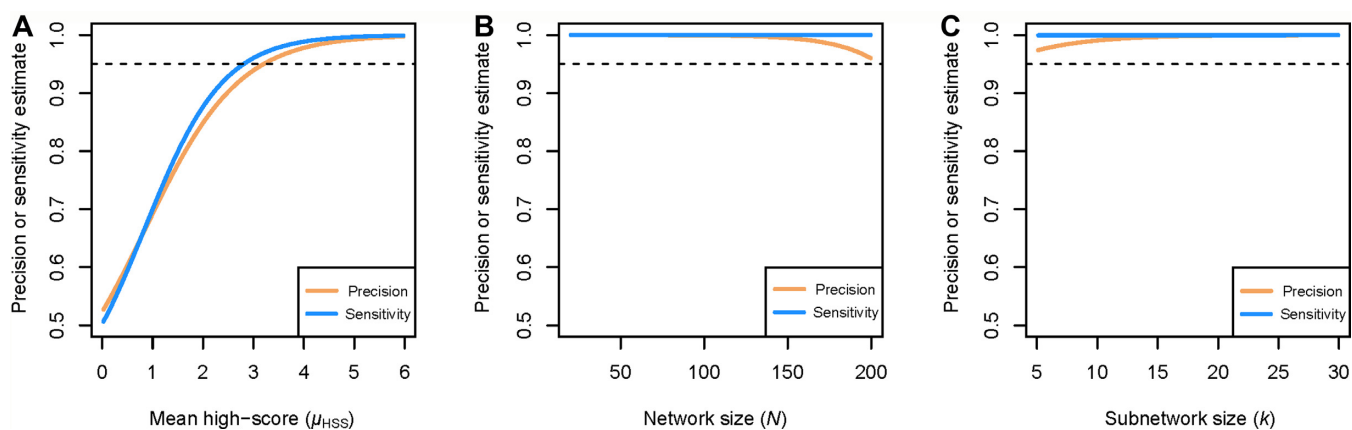 A
Precision or sensitivity estimate
1.0
0.9
0.8
0.7
0.6
0.5
Precision
Sensitivity
0 1 2 3 4 5 6
Mean high−score (μHSS)
B
Precision or sensitivity estimate
1.0
0.9
0.8
0.7
0.6
0.5
Precision
Sensitivity
50 100 150 200
Network size (N)
C
Precision or sensitivity estimate
1.0
0.9
0.8
0.7
0.6
0.5
Precision
Sensitivity
5 10 15 20 25 30
Subnetwork size (k)